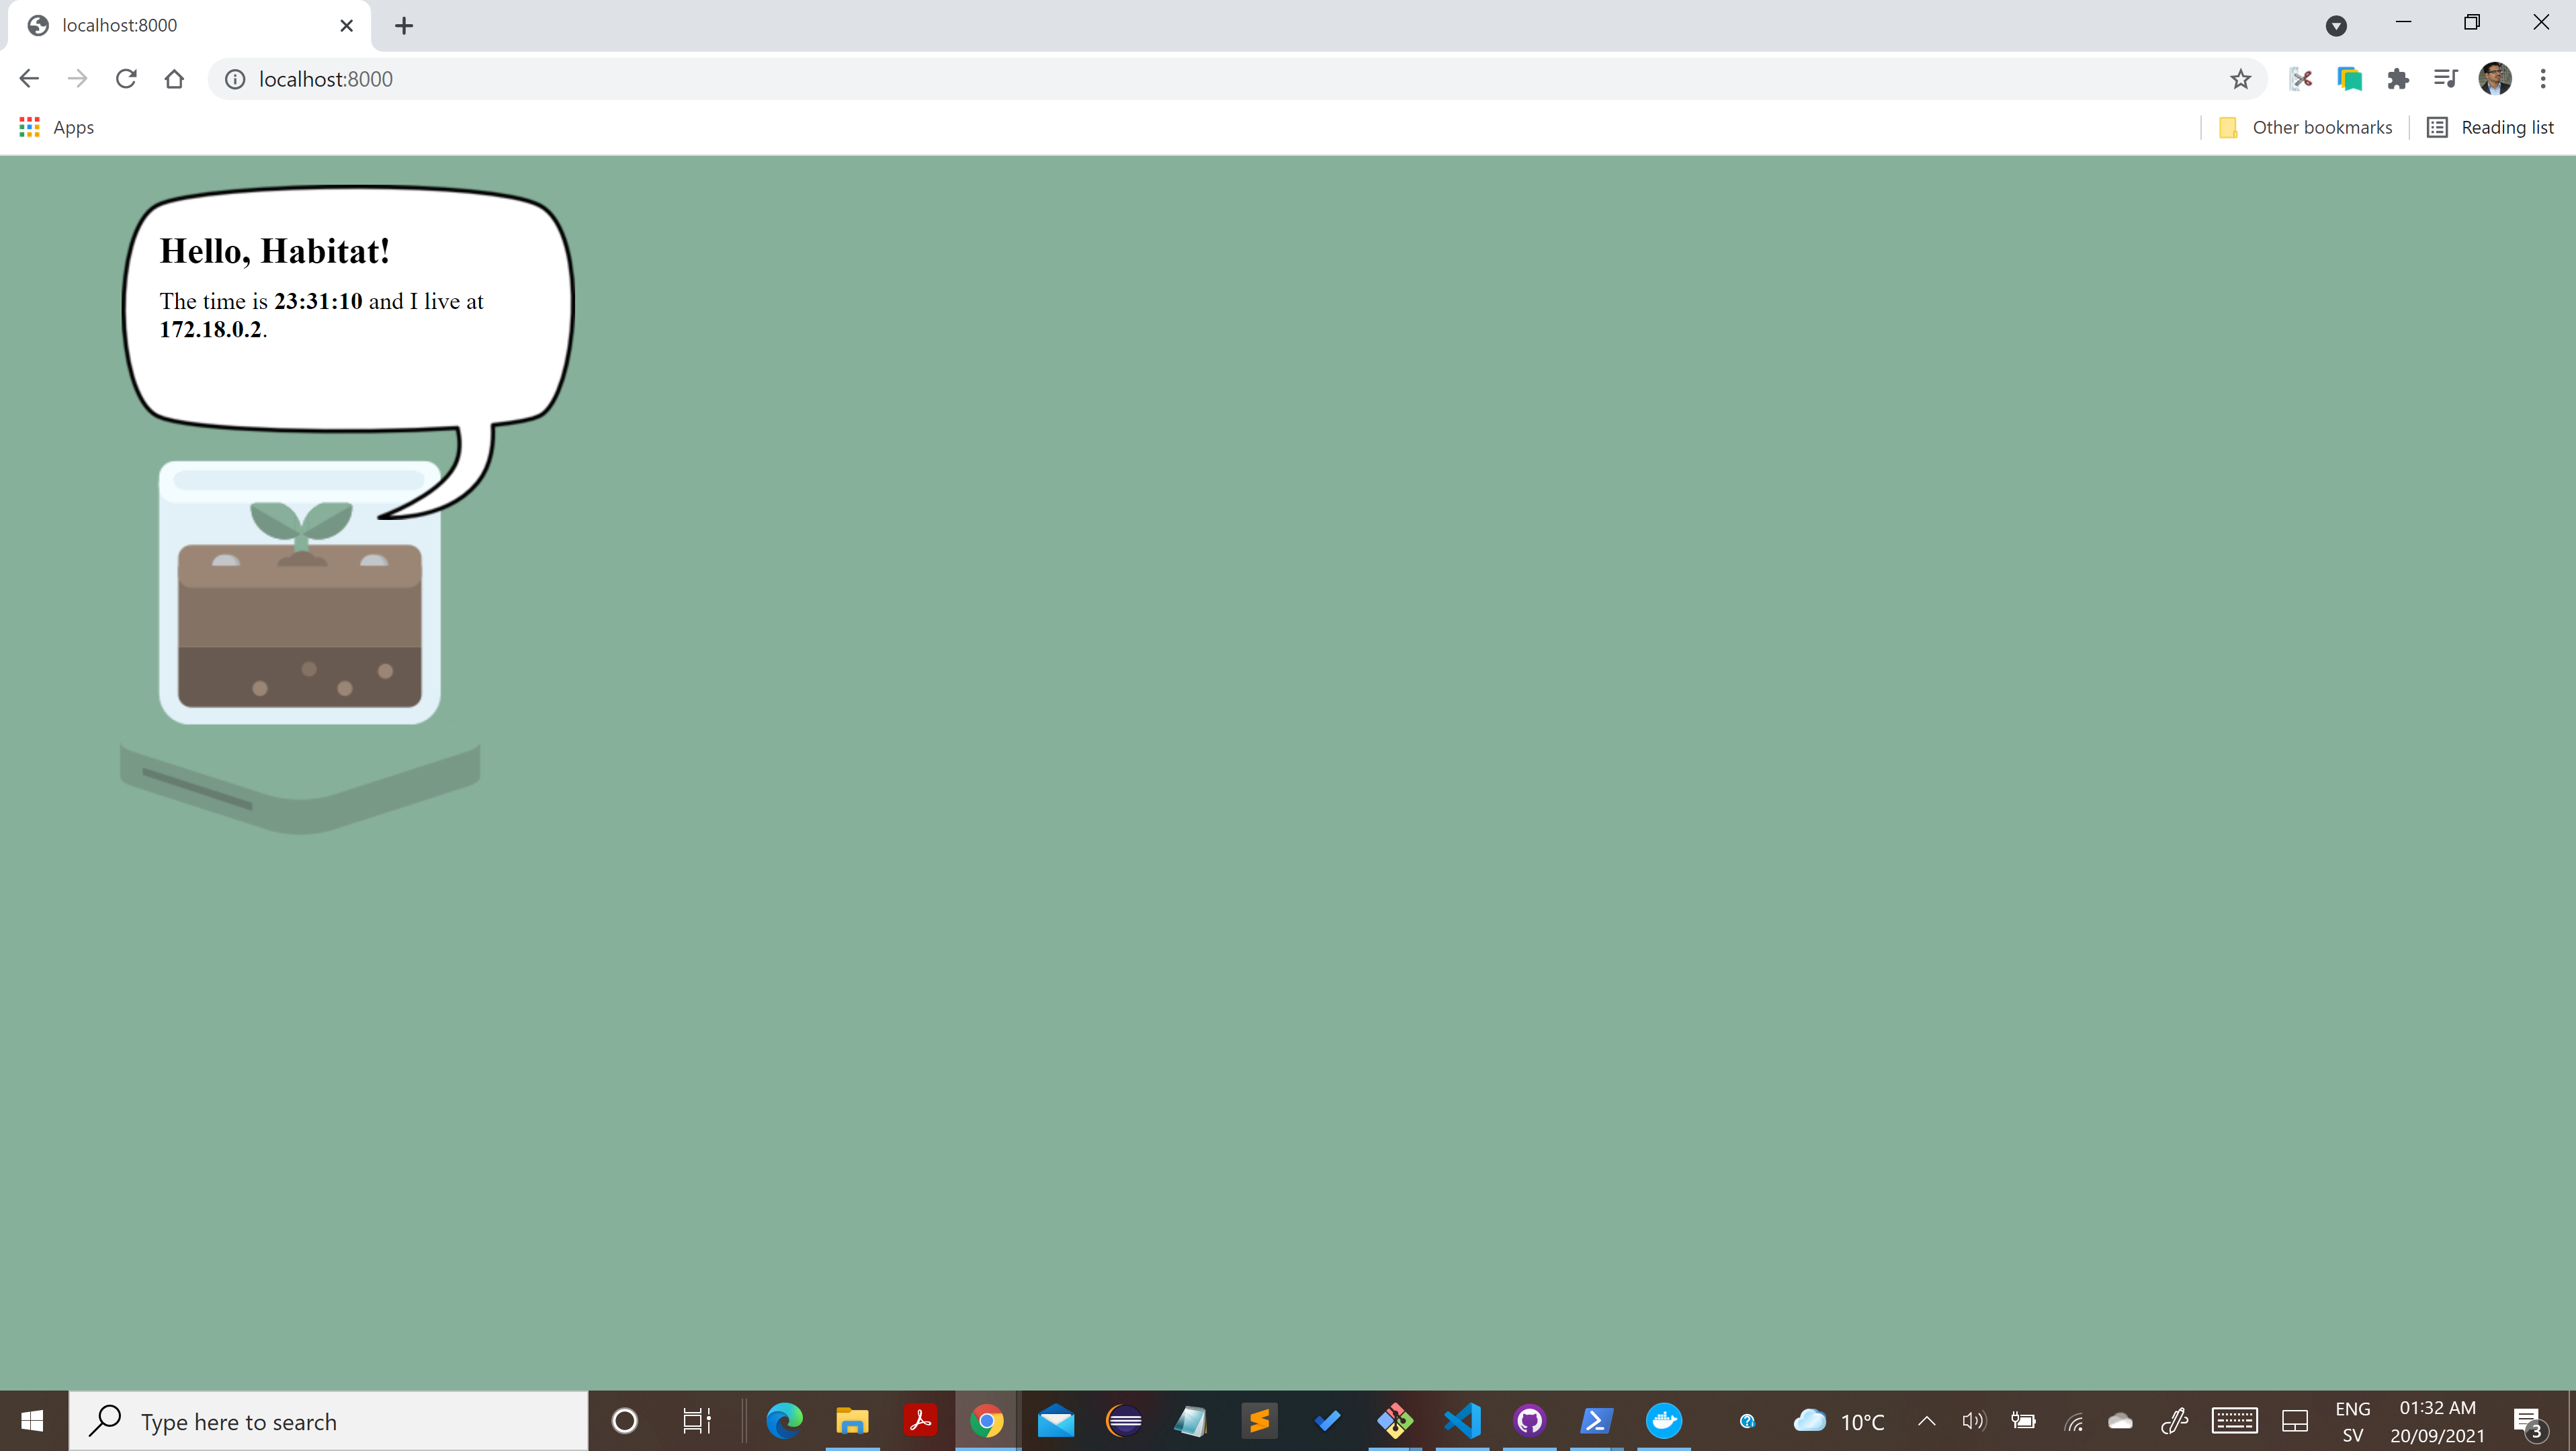 localhost:8000
localhost:8000
Apps
Other bookmarks
Reading list
Hello, Habitat!
The time is 23:31:10 and I live at
172.18.0.2.
Type here to search
10°C
ENG
SV
01:32 AM
20/09/2021
3